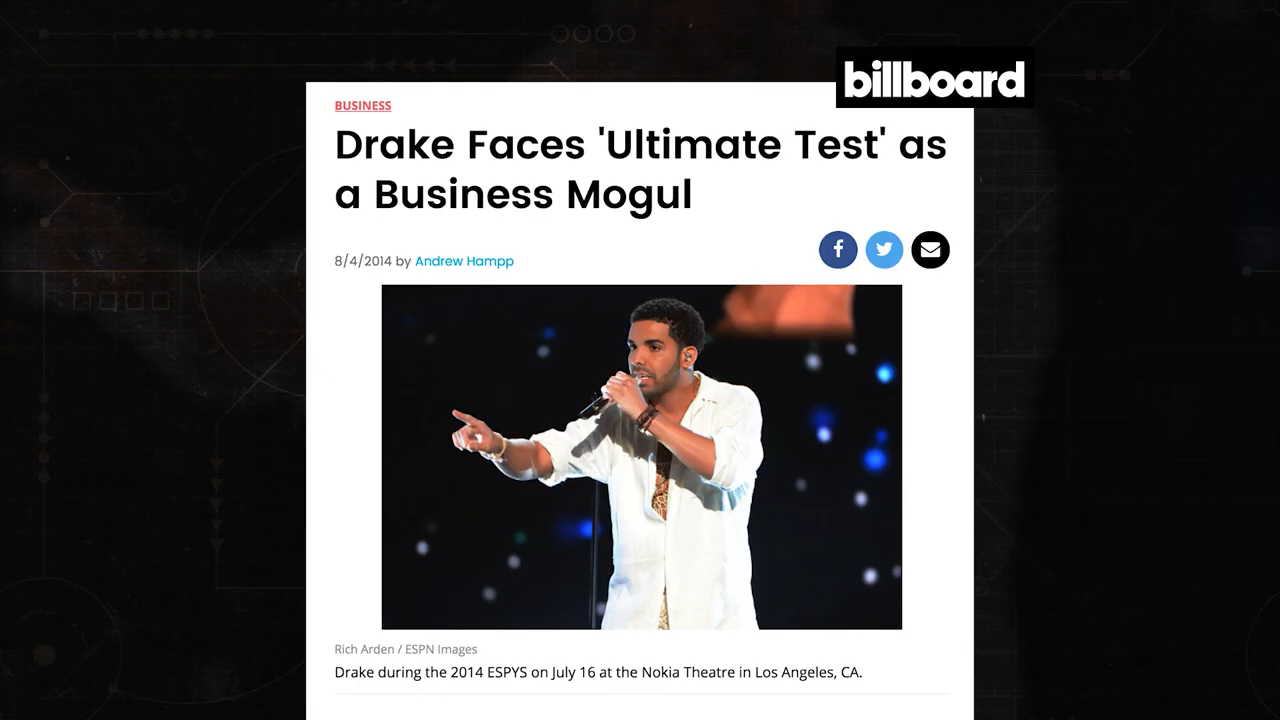 billboard
BUSINESS
Drake Faces 'Ultimate Test' as
a Business Mogul
8/4/2014 by Andrew Hampp
Rich Arden / ESPN Images
Drake during the 2014 ESPYS on July 16 at the Nokia Theatre in Los Angeles, CA.